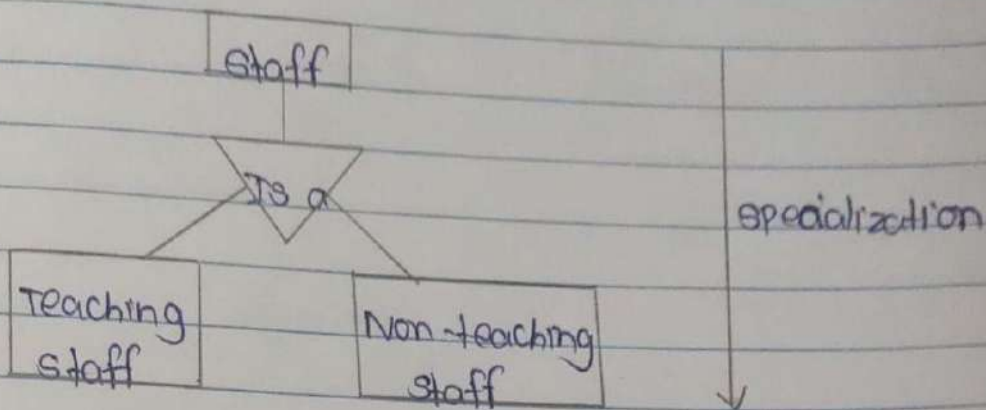 Staff
Is a
specialization
Teaching
staff
Non-teaching
staff